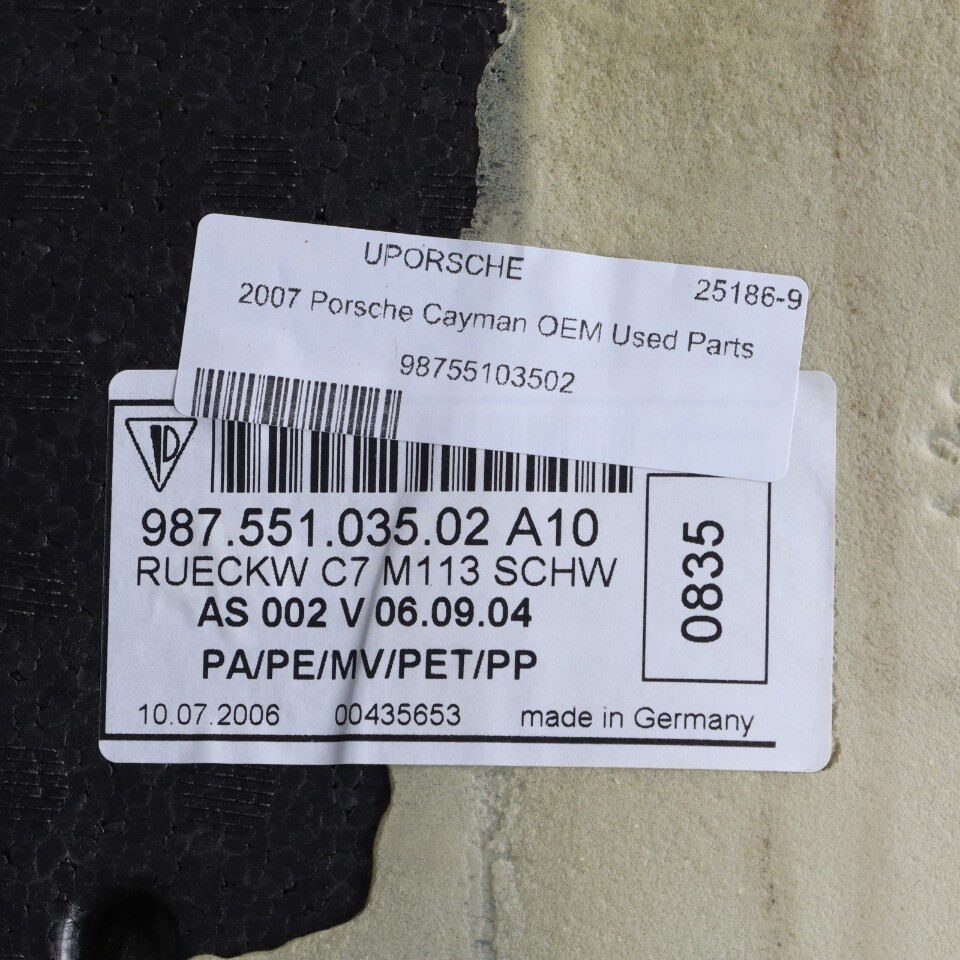 UPORSCHE
25186-9
2007 Porsche Cayman OEM Used Parts
98755103502
987.551.035.02 A10
RUECKW C7 M113 SCHW
AS 002 V 06.09.04
PA/PE/MV/PET/PP
0835
10.07.2006 00435653 made in Germany